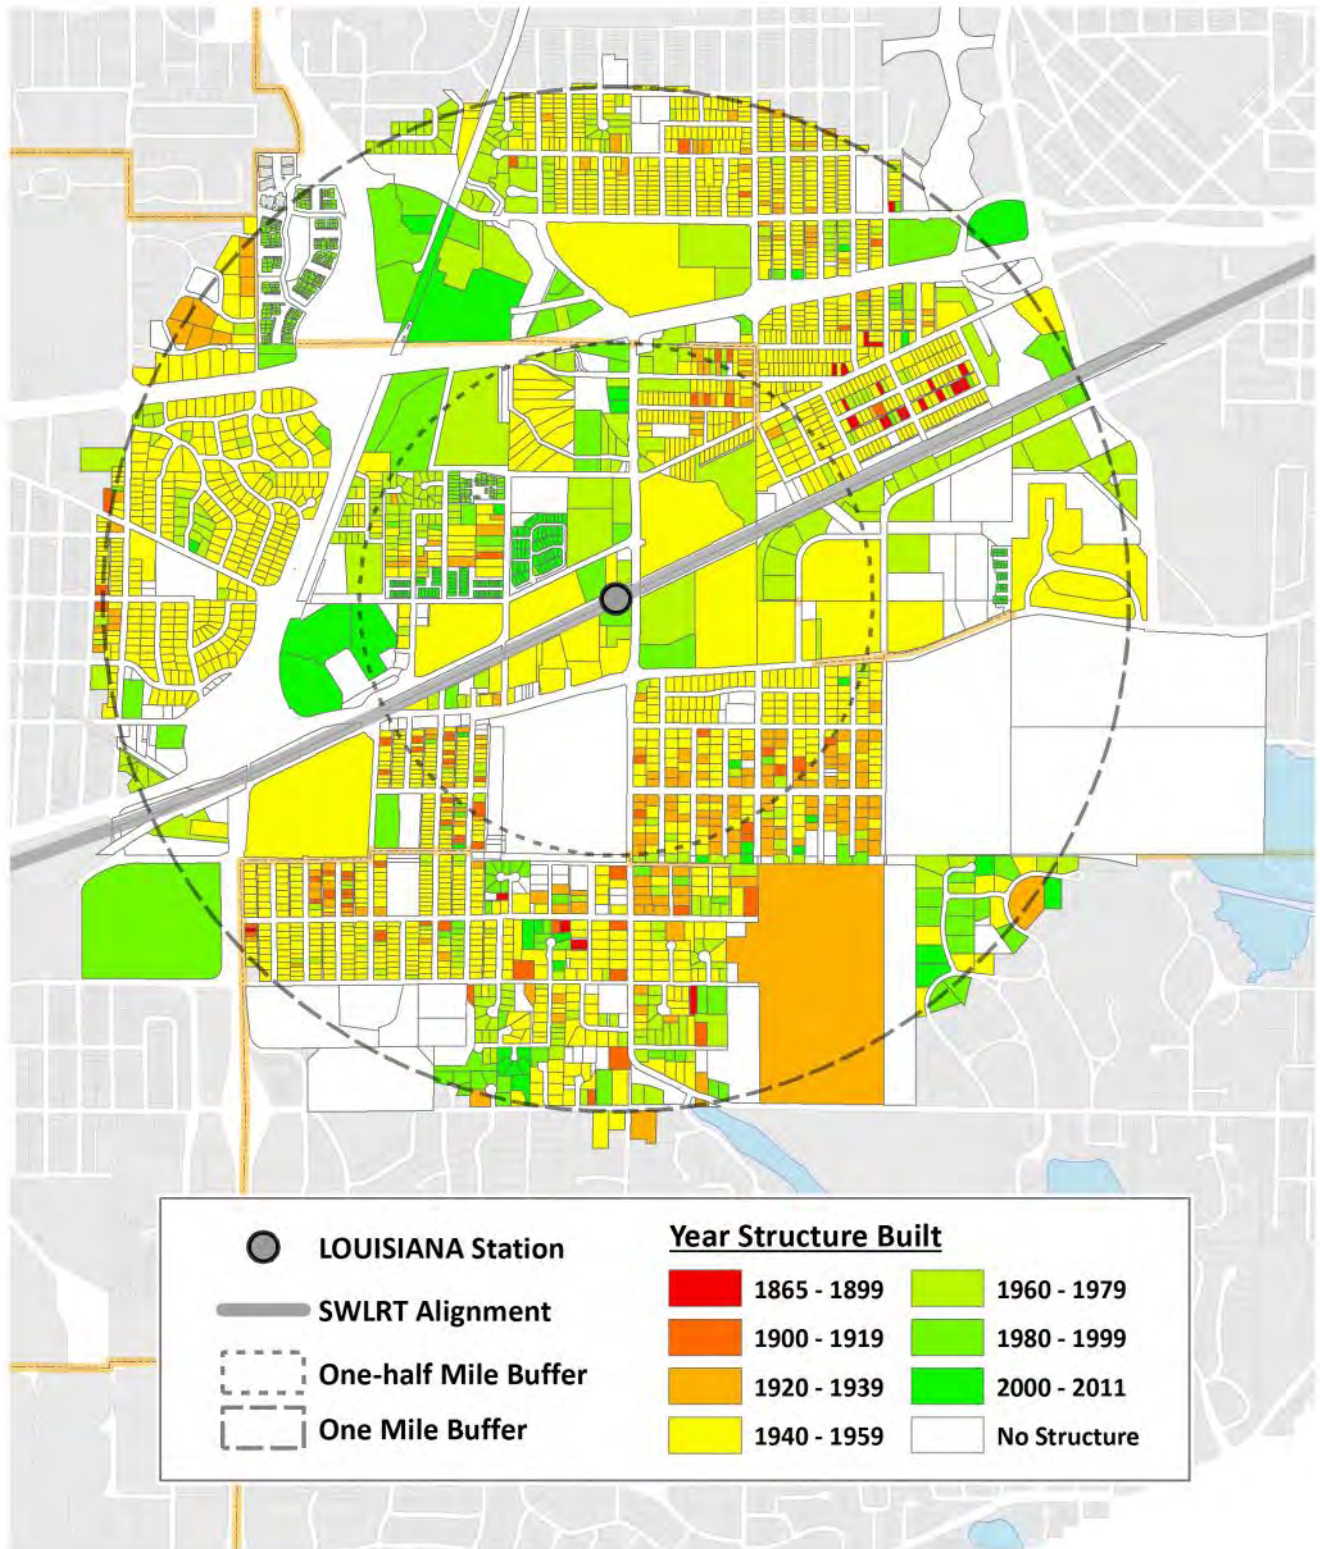 LOUISIANA Station
SWLRT Alignment
One-half Mile Buffer
One Mile Buffer
Year Structure Built
1865 - 1899
1900 - 1919
1920 - 1939
1940 - 1959
1960 - 1979
1980 - 1999
2000 - 2011
No Structure